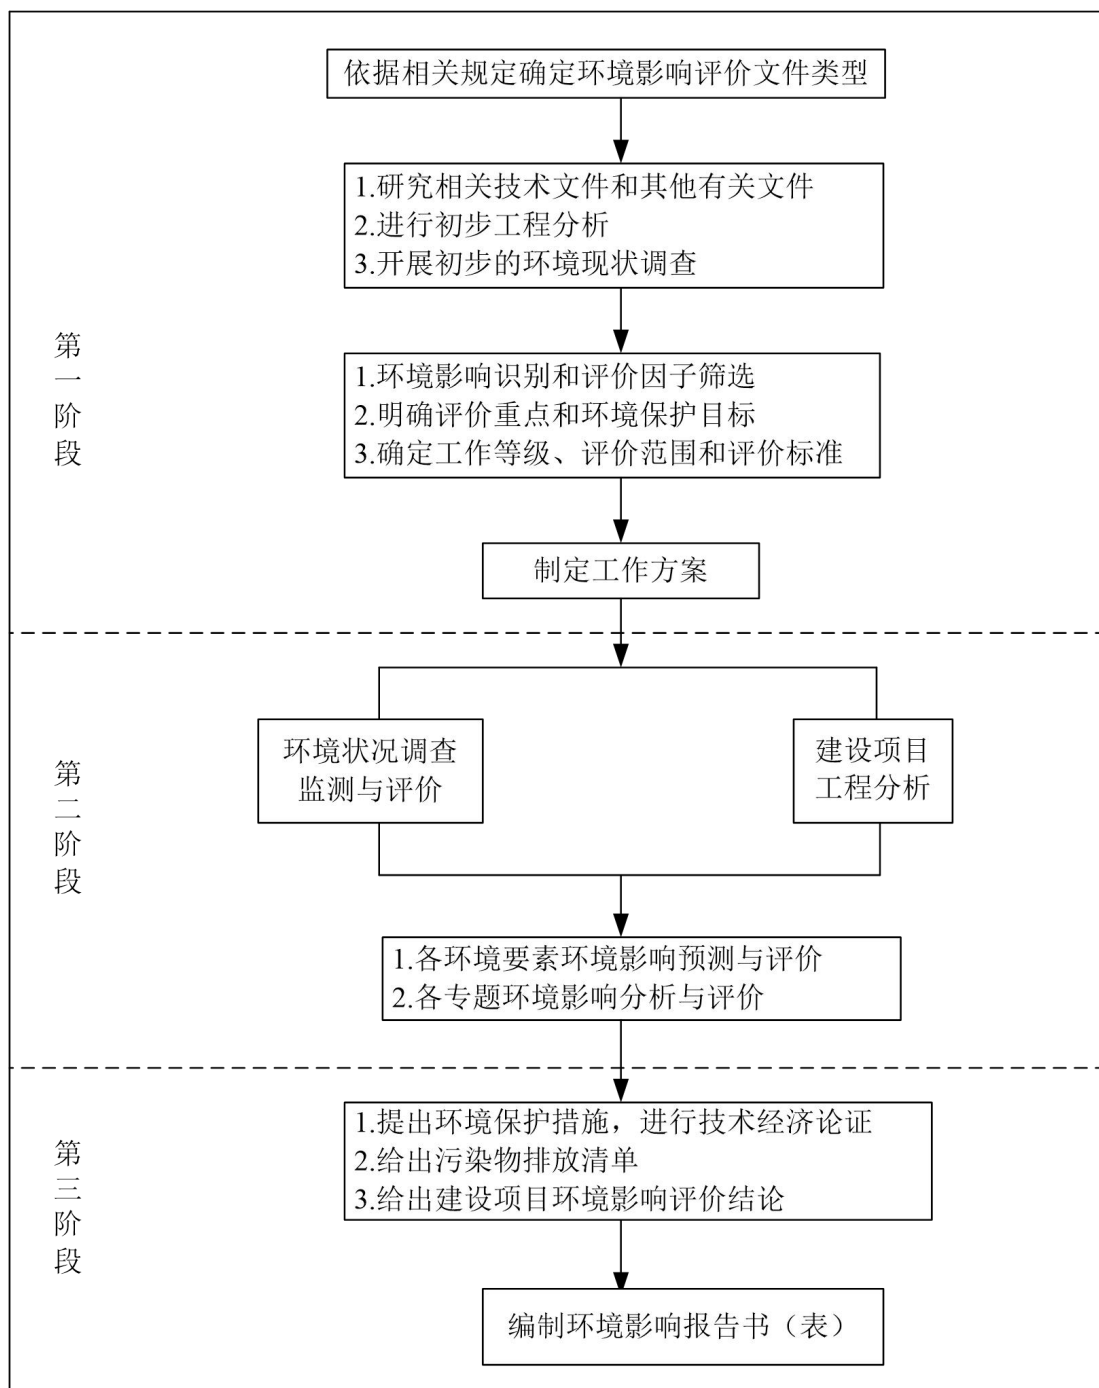 依据相关规定确定环境影响评价文件类型
1.研究相关技术文件和其他有关文件
2.进行初步工程分析
3.开展初步的环境现状调查
第一阶段
1.环境影响识别和评价因子筛选
2.明确评价重点和环境保护目标
3.确定工作等级、评价范围和评价标准
制定工作方案
环境状况调查
监测与评价
建设项目
工程分析
第二阶段
1.各环境要素环境影响预测与评价
2.各专题环境影响分析与评价
1.提出环境保护措施，进行技术经济论证
2.给出污染物排放清单
3.给出建设项目环境影响评价结论
第三阶段
编制环境影响报告书（表）